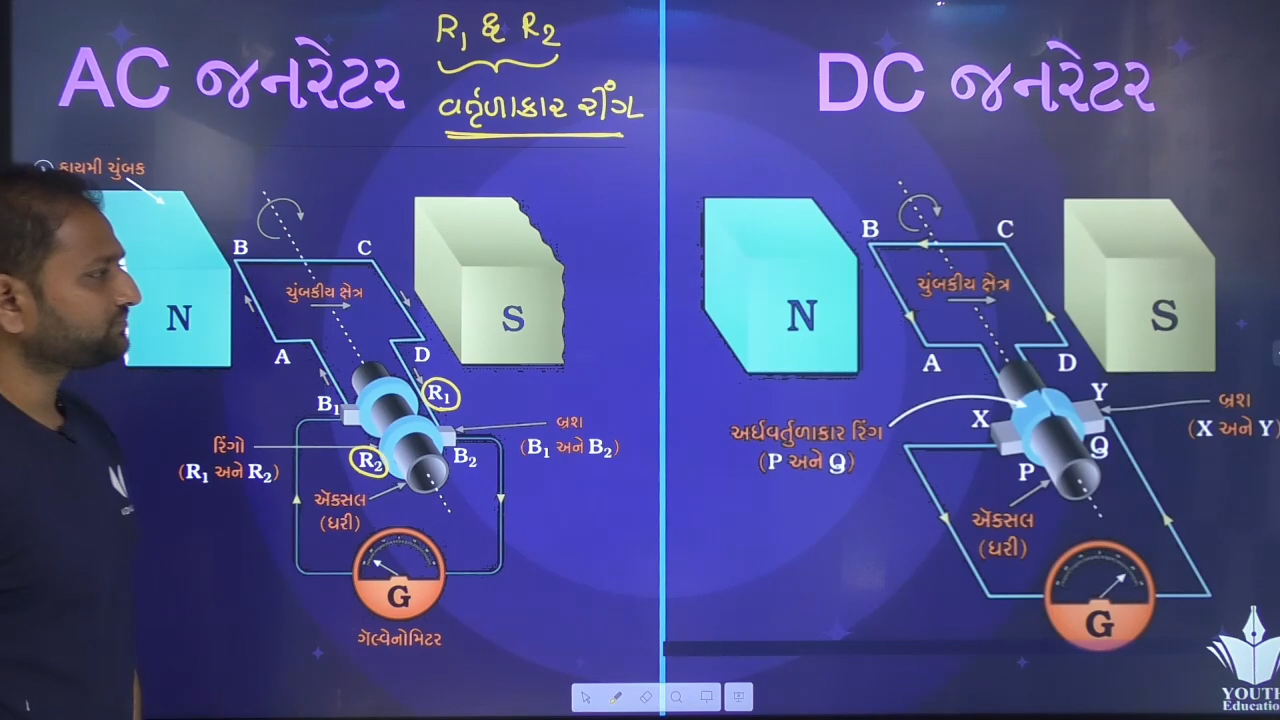 AC જનરેટર
R₁ & R₂
વર્તુળાકાર રીંગ
કાયમી ચુંબક
B
C
N
S
ચુંબકીય ક્ષેત્ર
A
D
R₁
B₁
બ્રશ
(B₁ અને B₂)
રિંગો
(R₁ અને R₂)
R₂
B₂
ઍક્સલ
(ધરી)
G
ગૅલ્વેનોમિટર
DC જનરેટર
B
C
N
S
ચુંબકીય ક્ષેત્ર
A
D
Y
બ્રશ
(X અને Y)
X
અર્ધવર્તુળાકાર રિંગ
(P અને Q)
Q
P
ઍક્સલ
(ધરી)
G
YOUTH
Education